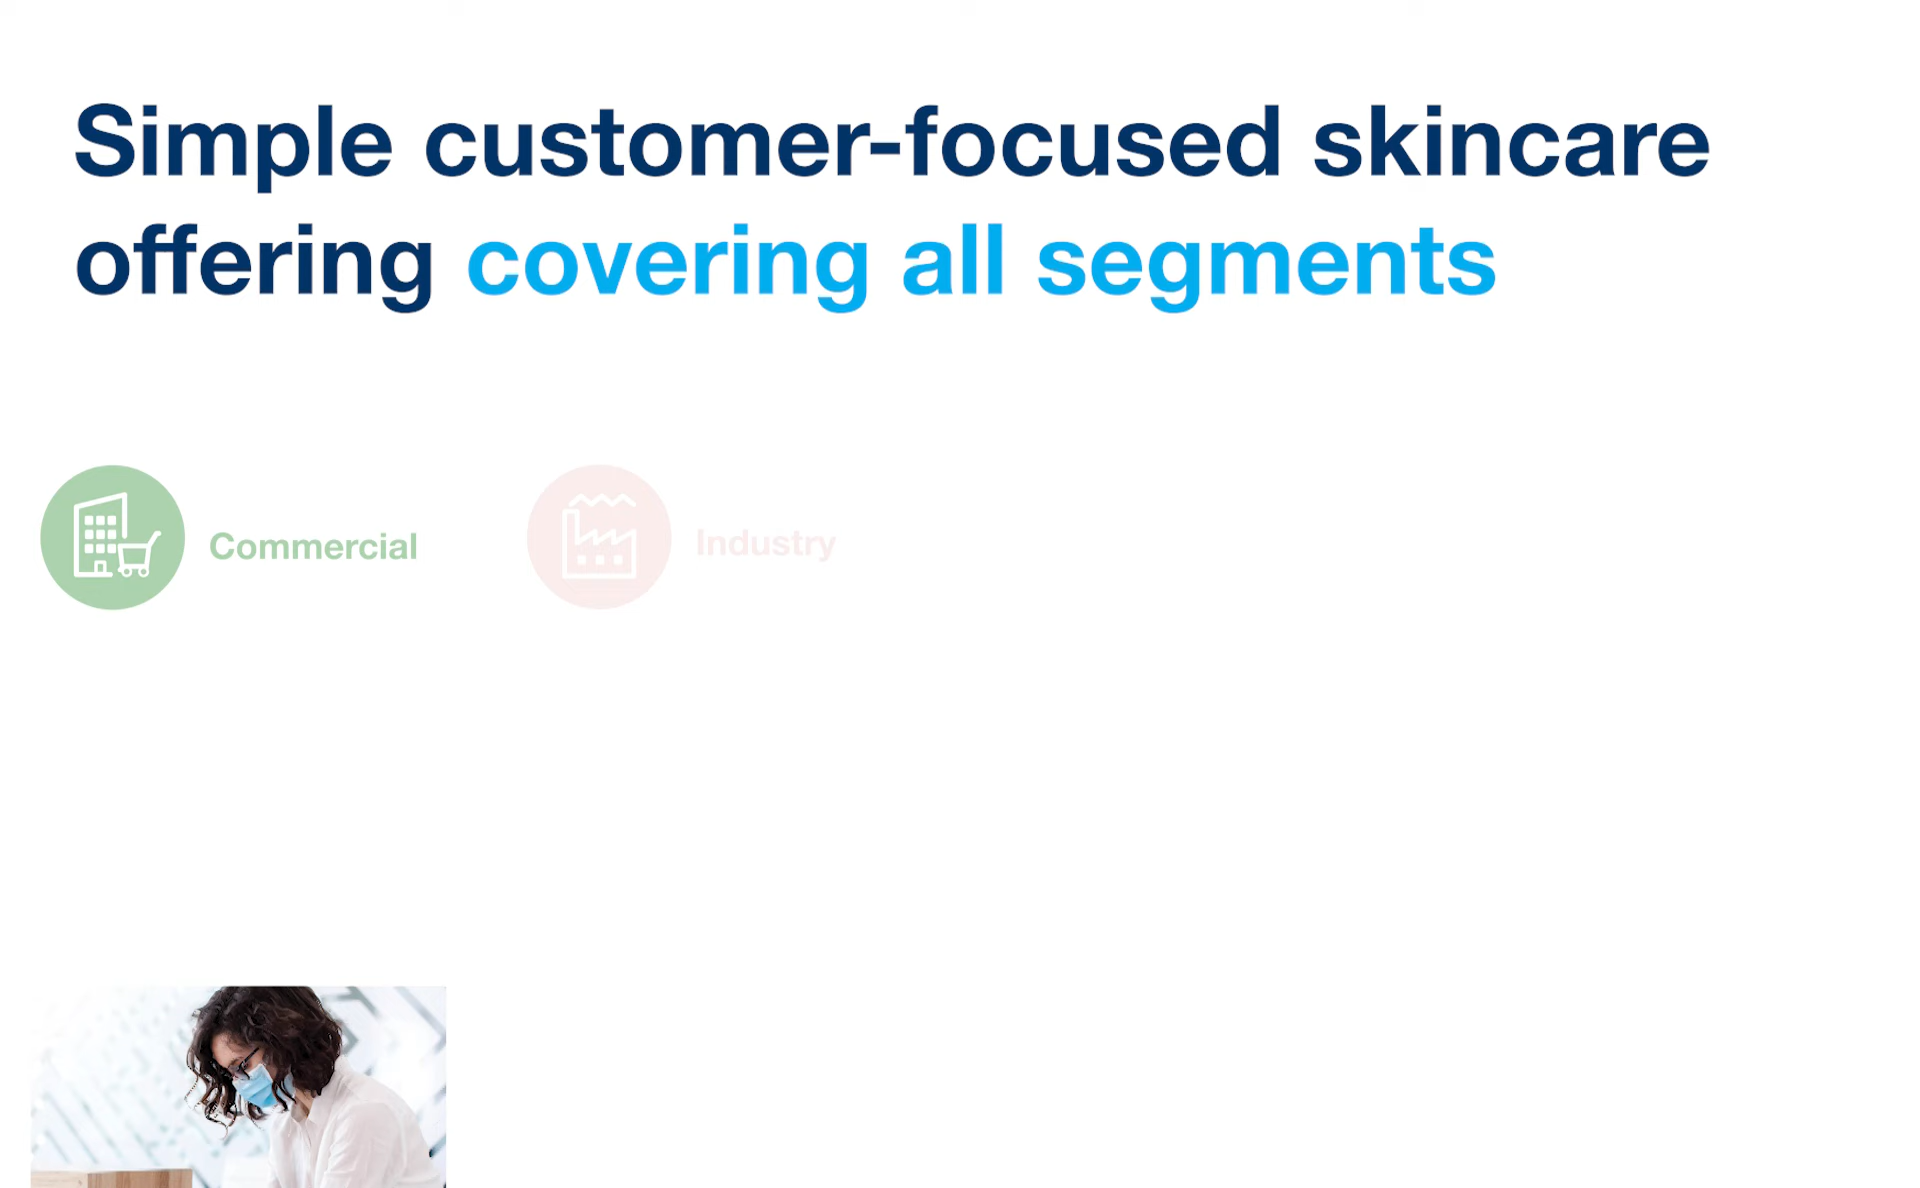 Simple customer-focused skincare
offering covering all segments
Commercial
Industry